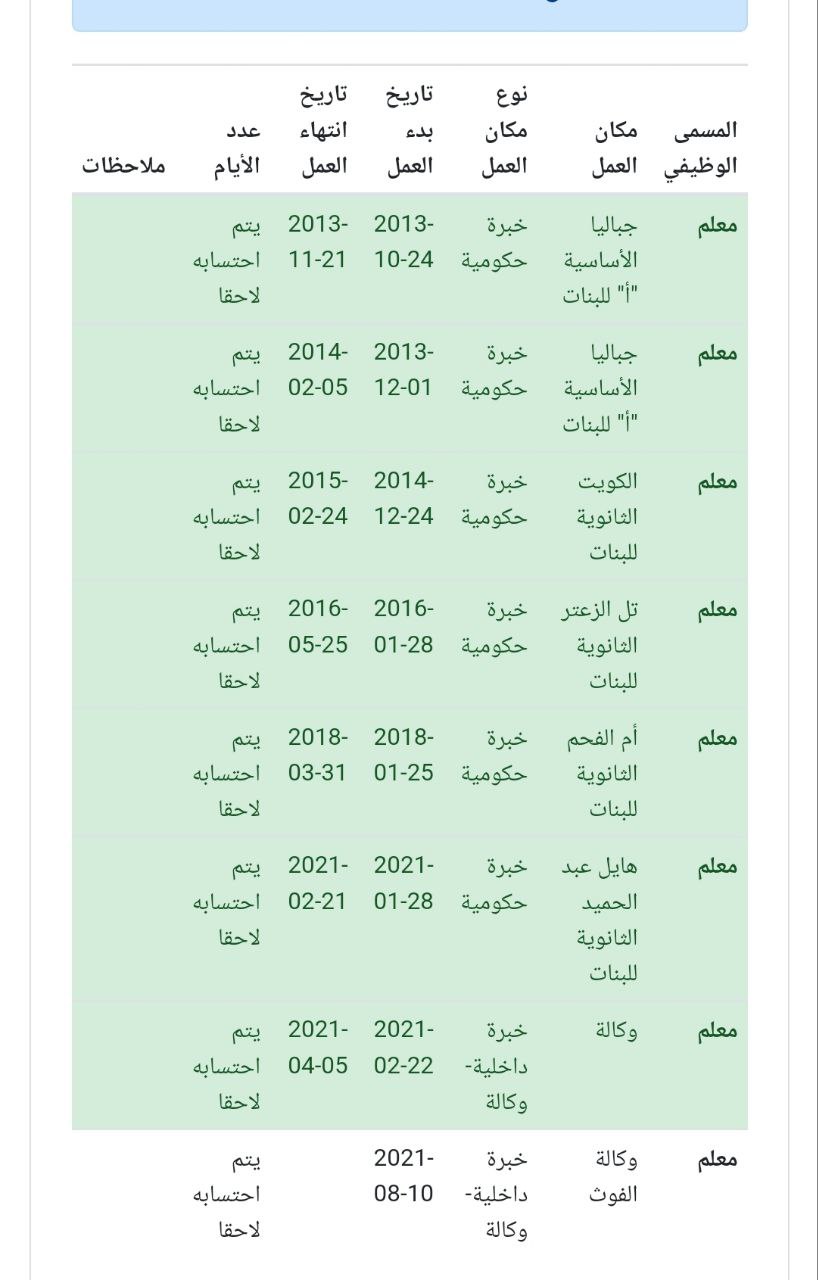 المسمى الوظيفي | مكان العمل | نوع مكان العمل | تاريخ بدء العمل | تاريخ انتهاء العمل | عدد الأيام | ملاحظات
معلم | جباليا الأساسية "أ" للبنات | خبرة حكومية | 2013-10-24 | 2013-11-21 | يتم احتسابه لاحقا
معلم | جباليا الأساسية "أ" للبنات | خبرة حكومية | 2013-12-01 | 2014-02-05 | يتم احتسابه لاحقا
معلم | الكويت الثانوية للبنات | خبرة حكومية | 2014-12-24 | 2015-02-24 | يتم احتسابه لاحقا
معلم | تل الزعتر الثانوية للبنات | خبرة حكومية | 2016-01-28 | 2016-05-25 | يتم احتسابه لاحقا
معلم | أم الفحم الثانوية للبنات | خبرة حكومية | 2018-01-25 | 2018-03-31 | يتم احتسابه لاحقا
معلم | هايل عبد الحميد الثانوية للبنات | خبرة حكومية | 2021-01-28 | 2021-02-21 | يتم احتسابه لاحقا
معلم | وكالة | خبرة داخلية- وكالة | 2021-02-22 | 2021-04-05 | يتم احتسابه لاحقا
معلم | وكالة الغوث | خبرة داخلية- وكالة | 2021-08-10 | | يتم احتسابه لاحقا